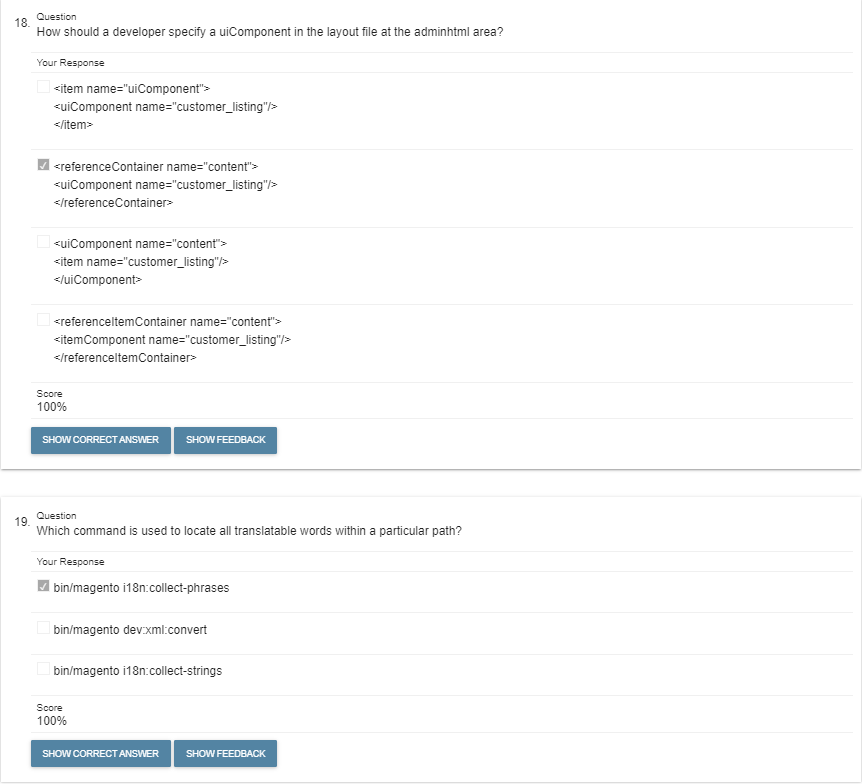 18.
Question
How should a developer specify a uiComponent in the layout file at the adminhtml area?
Your Response
<item name="uiComponent">
<uiComponent name="customer_listing"/>
</item>
<referenceContainer name="content">
<uiComponent name="customer_listing"/>
</referenceContainer>
<uiComponent name="content">
<item name="customer_listing"/>
</uiComponent>
<referenceItemContainer name="content">
<itemComponent name="customer_listing"/>
</referenceItemContainer>
Score
100%
SHOW CORRECT ANSWER SHOW FEEDBACK
19.
Question
Which command is used to locate all translatable words within a particular path?
Your Response
bin/magento i18n:collect-phrases
bin/magento dev:xml:convert
bin/magento i18n:collect-strings
Score
100%
SHOW CORRECT ANSWER SHOW FEEDBACK